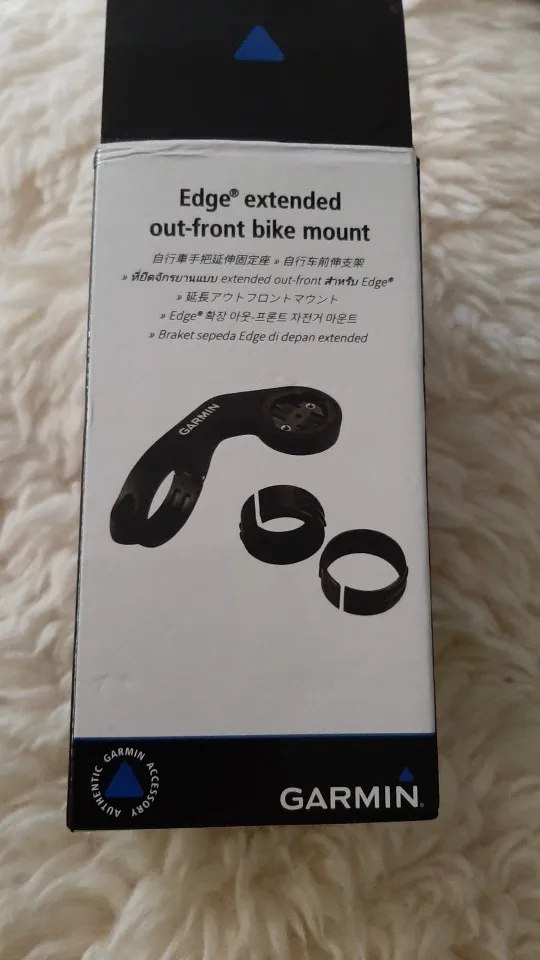 Edge® extended
out-front bike mount
自行車手把延伸固定座 » 自行车前伸支架
» ที่ยึดจักรยานแบบ extended out-front สำหรับ Edge®
» 延長アウトフロントマウント
» Edge® 확장 아웃-프론트 자전거 마운트
» Braket sepeda Edge di depan extended
GARMIN
AUTHENTIC GARMIN ACCESSORY
GARMIN®